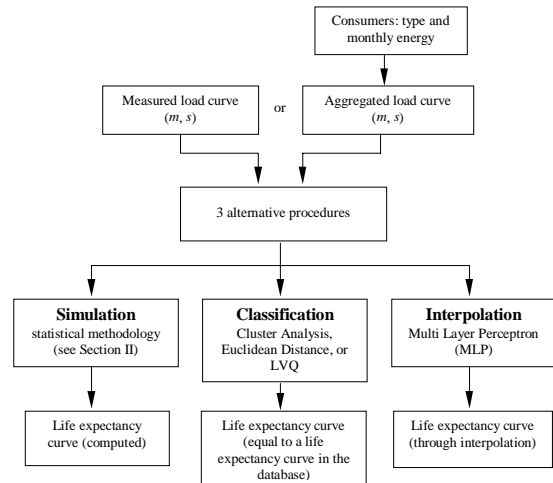 Consumers: type and
monthly energy
Measured load curve
(m, s)
or
Aggregated load curve
(m, s)
3 alternative procedures
Simulation
statistical methodology
(see Section II)
Classification
Cluster Analysis,
Euclidean Distance, or
LVQ
Interpolation
Multi Layer Perceptron
(MLP)
Life expectancy
curve (computed)
Life expectancy curve
(equal to a life
expectancy curve in the
database)
Life expectancy curve
(through interpolation)